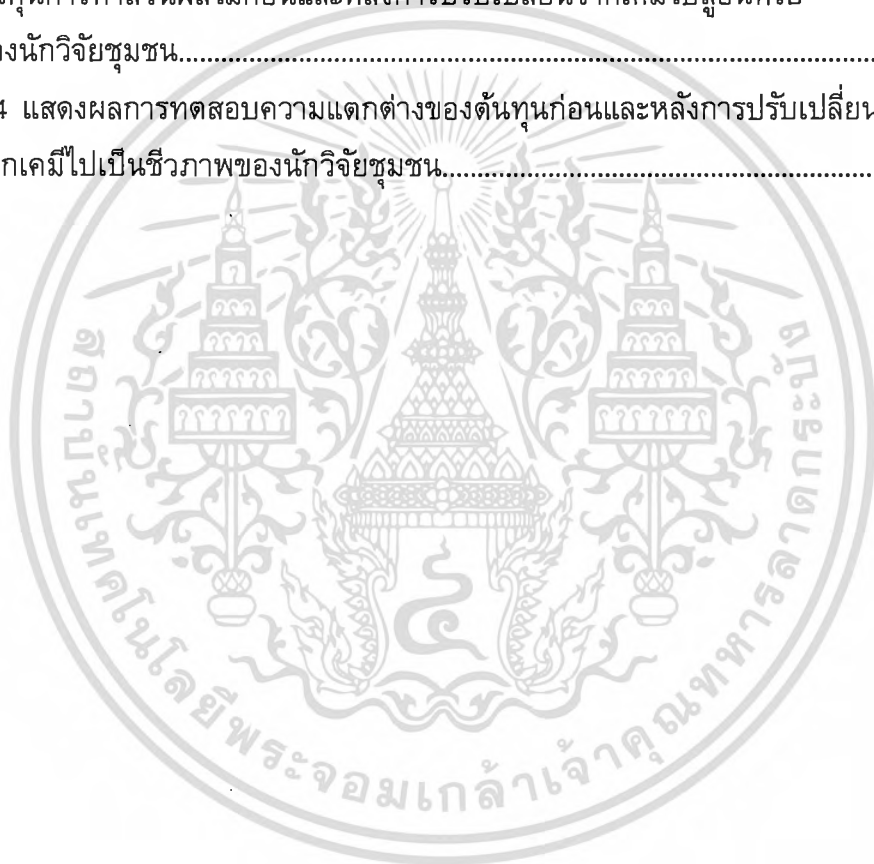 งนักวิจัยชุมชน
4 แสดงผลการทดสอบความแตกต่างของต้นทุนก่อนและหลังการปรับเปลี่ยน
กเคมีไปเป็นชีวภาพของนักวิจัยชุมชน
สถาบันเทคโนโลยีพระจอมเกล้าเจ้าคุณทหารลาดกระบัง
๔